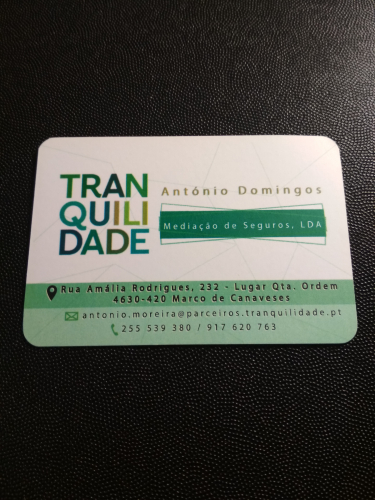 TRAN
QUILI
DADE
António Domingos
Mediação de Seguros, LDA
Rua Amália Rodrigues, 232 - Lugar Qta. Ordem
4630-420 Marco de Canaveses
antonio.moreira@parceiros.tranquilidade.pt
255 539 380 / 917 620 763